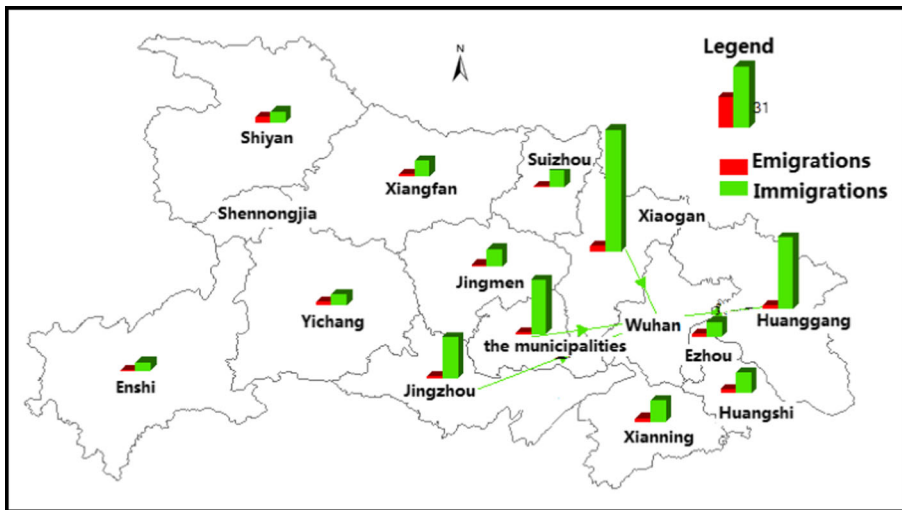 N
Legend
31
Emigrations
Immigrations
Shiyan
Xiangfan
Suizhou
Shennongjia
Xiaogan
Jingmen
Yichang
Wuhan
Huanggang
the municipalities
Ezhou
Enshi
Jingzhou
Huangshi
Xianning